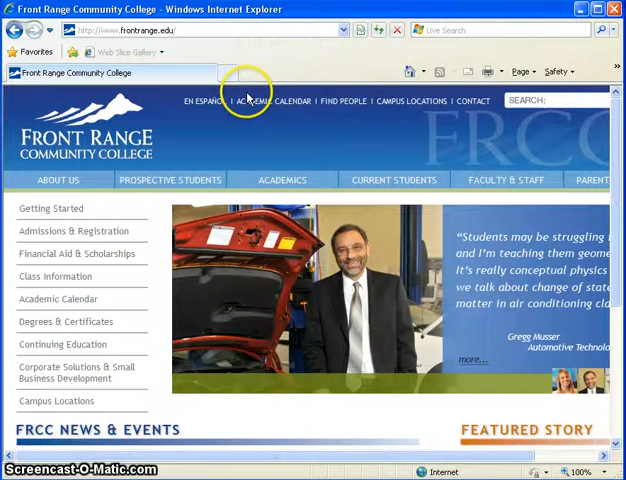 Front Range Community College - Windows Internet Explorer
http://www.frontrange.edu/
Live Search
Favorites
Web Slice Gallery
Front Range Community College
Page
Safety
EN ESPAÑOL | ACADEMIC CALENDAR | FIND PEOPLE | CAMPUS LOCATIONS | CONTACT
SEARCH:
FRONT RANGE
COMMUNITY COLLEGE
FRCC
ABOUT US
PROSPECTIVE STUDENTS
ACADEMICS
CURRENT STUDENTS
FACULTY & STAFF
PARENT
Getting Started
Admissions & Registration
Financial Aid & Scholarships
Class Information
Academic Calendar
Degrees & Certificates
Continuing Education
Corporate Solutions & Small
Business Development
Campus Locations
“Students may be struggling
and I’m teaching them geome
It’s really conceptual physics
we talk about change of state
matter in air conditioning cla
Gregg Musser
Automotive Technolo
more...
FRCC NEWS & EVENTS
FEATURED STORY
Screencast-O-Matic.com
Internet
100%